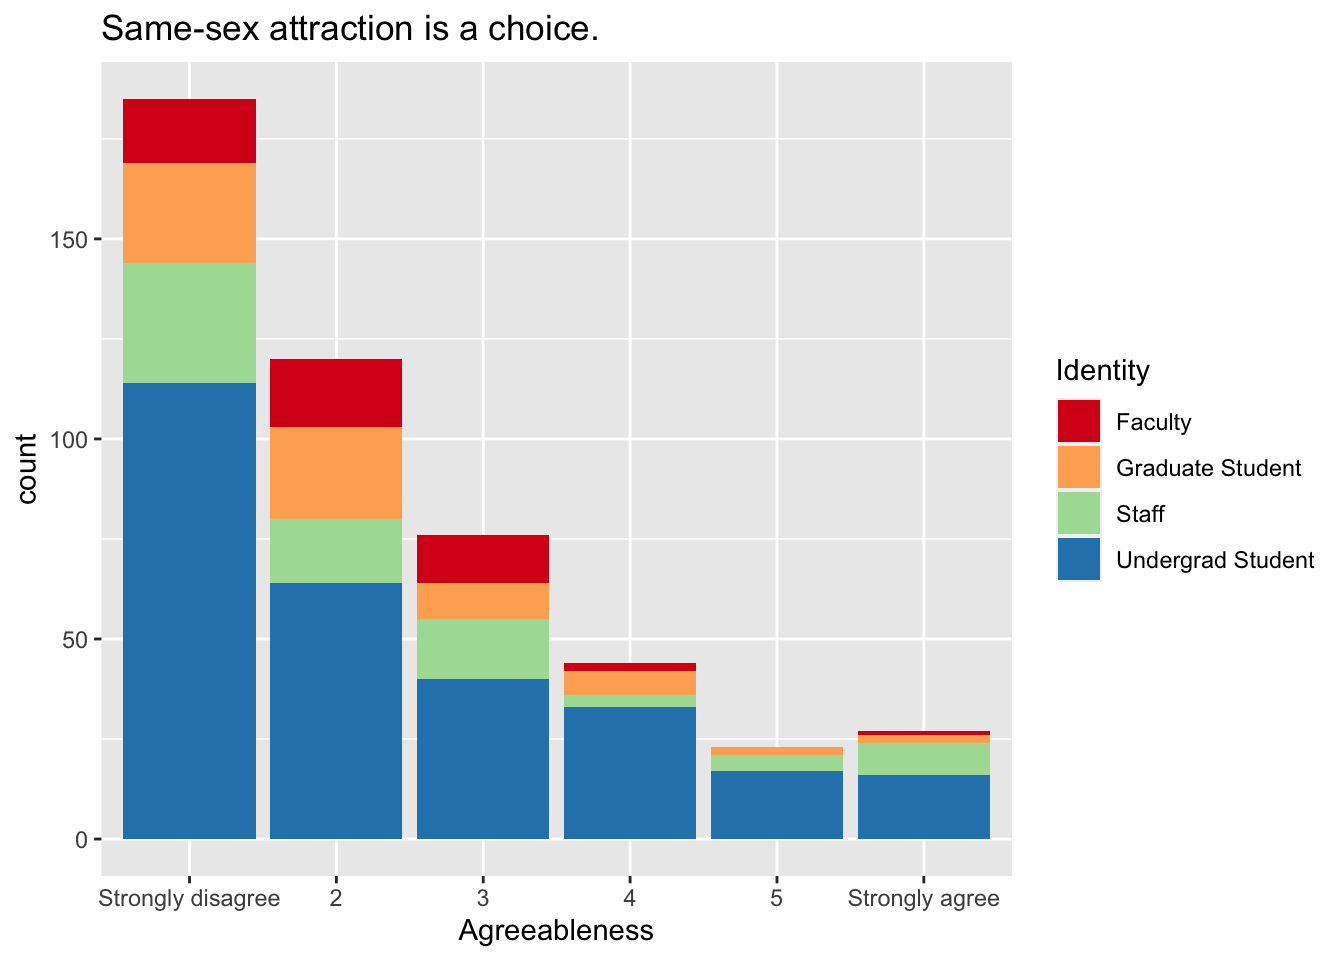 Same-sex attraction is a choice.
150
100
50
0
count
Strongly disagree 2 3 4 5 Strongly agree
Agreeableness
Identity
Faculty
Graduate Student
Staff
Undergrad Student